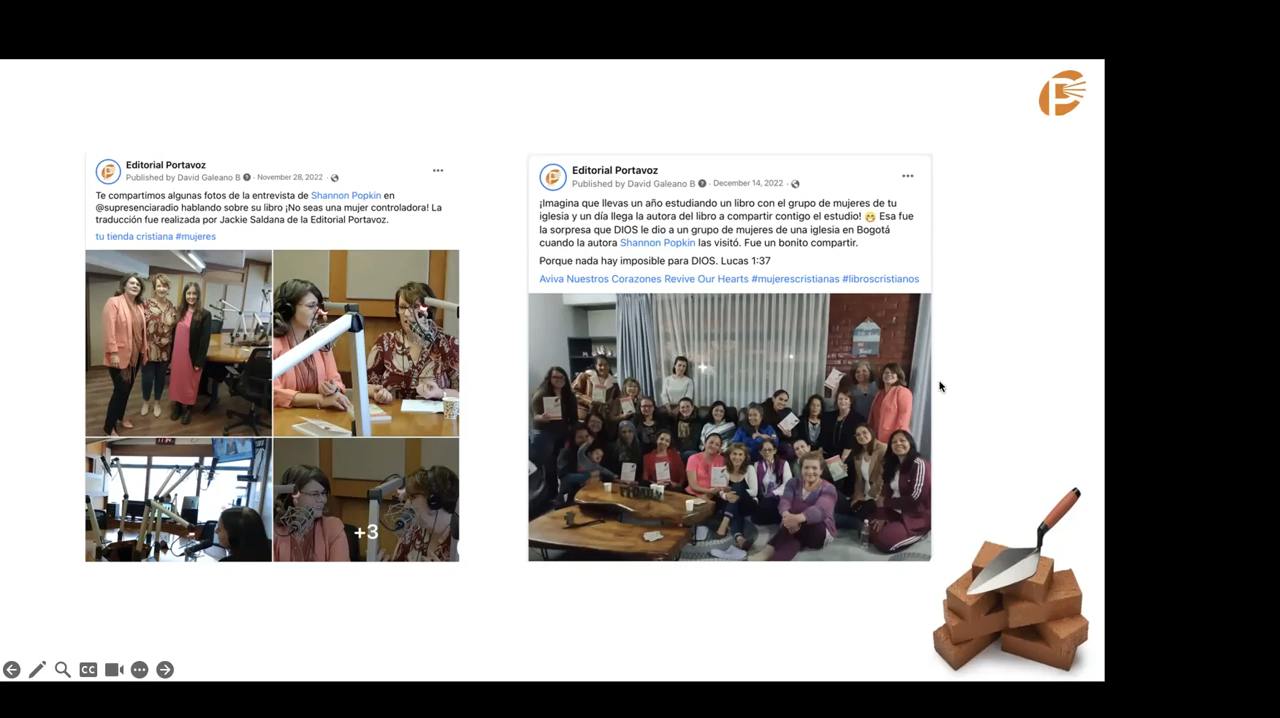 Editorial Portavoz
Published by David Galeano B · November 28, 2022 ·
Te compartimos algunas fotos de la entrevista de Shannon Popkin en
@supresenciaradio hablando sobre su libro ¡No seas una mujer controladora! La
traducción fue realizada por Jackie Saldana de la Editorial Portavoz.
tu tienda cristiana #mujeres
+3
Editorial Portavoz
Published by David Galeano B · December 14, 2022 ·
¡Imagina que llevas un año estudiando un libro con el grupo de mujeres de tu
iglesia y un día llega la autora del libro a compartir contigo el estudio! 😁 Esa fue
la sorpresa que DIOS le dio a un grupo de mujeres de una iglesia en Bogotá
cuando la autora Shannon Popkin las visitó. Fue un bonito compartir.
Porque nada hay imposible para DIOS. Lucas 1:37
Aviva Nuestros Corazones Revive Our Hearts #mujerescristianas #libroscristianos
P
CC